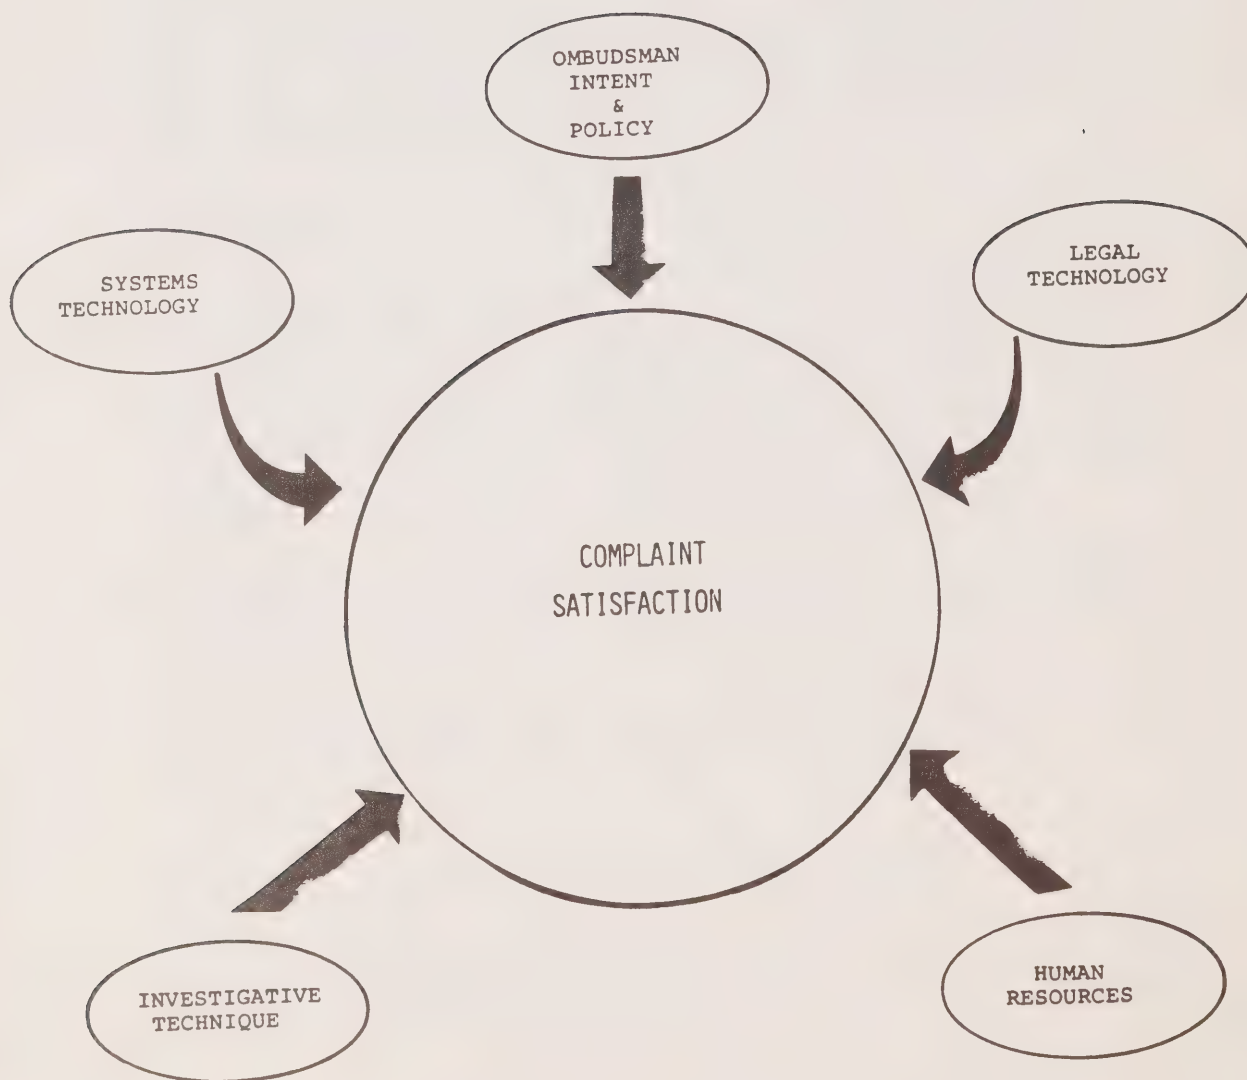 OMBUDSMAN
INTENT
&
POLICY
SYSTEMS
TECHNOLOGY
LEGAL
TECHNOLOGY
COMPLAINT
SATISFACTION
INVESTIGATIVE
TECHNIQUE
HUMAN
RESOURCES